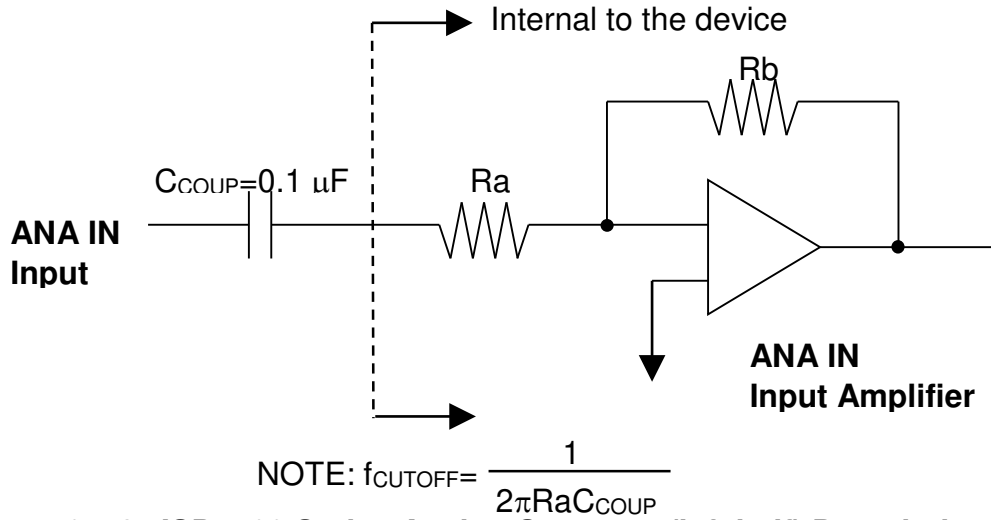 Internal to the device
Rb
CCOUP=0.1 μF
Ra
ANA IN
Input
ANA IN
Input Amplifier
NOTE: fCUTOFF= 1
2πRaCCOUP